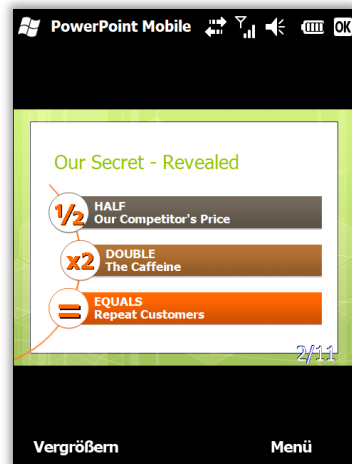 PowerPoint Mobile
OK
Our Secret - Revealed
1/2
HALF
Our Competitor's Price
x2
DOUBLE
The Caffeine
=
EQUALS
Repeat Customers
2/11
Vergrößern
Menü